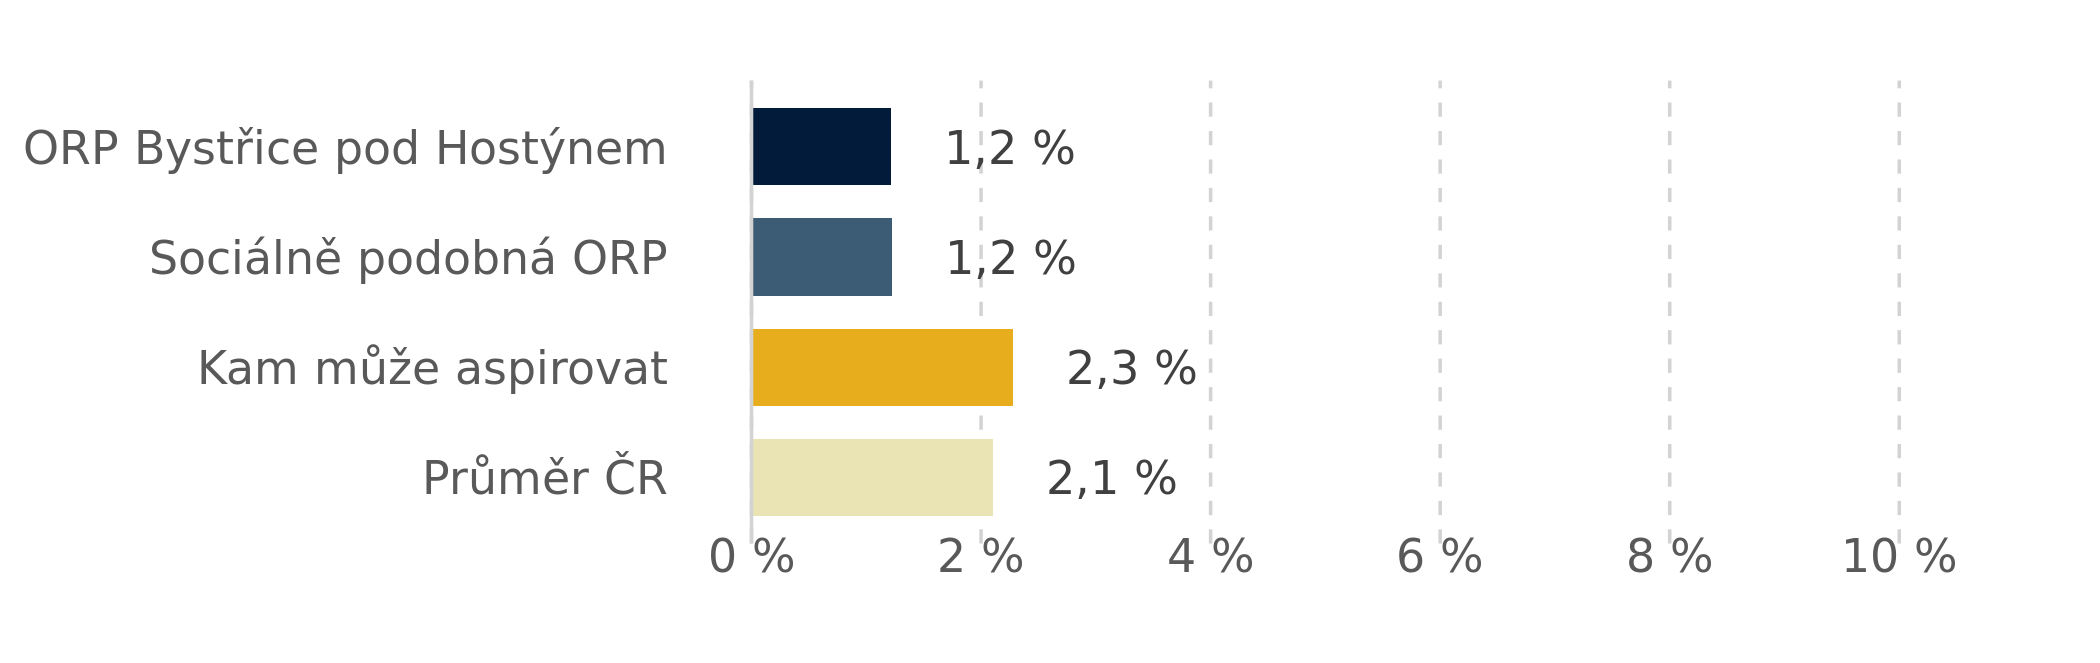 ORP Bystřice pod Hostýnem 1,2 %
Sociálně podobná ORP 1,2 %
Kam může aspirovat 2,3 %
Průměr ČR 2,1 %
0 % 2 % 4 % 6 % 8 % 10 %